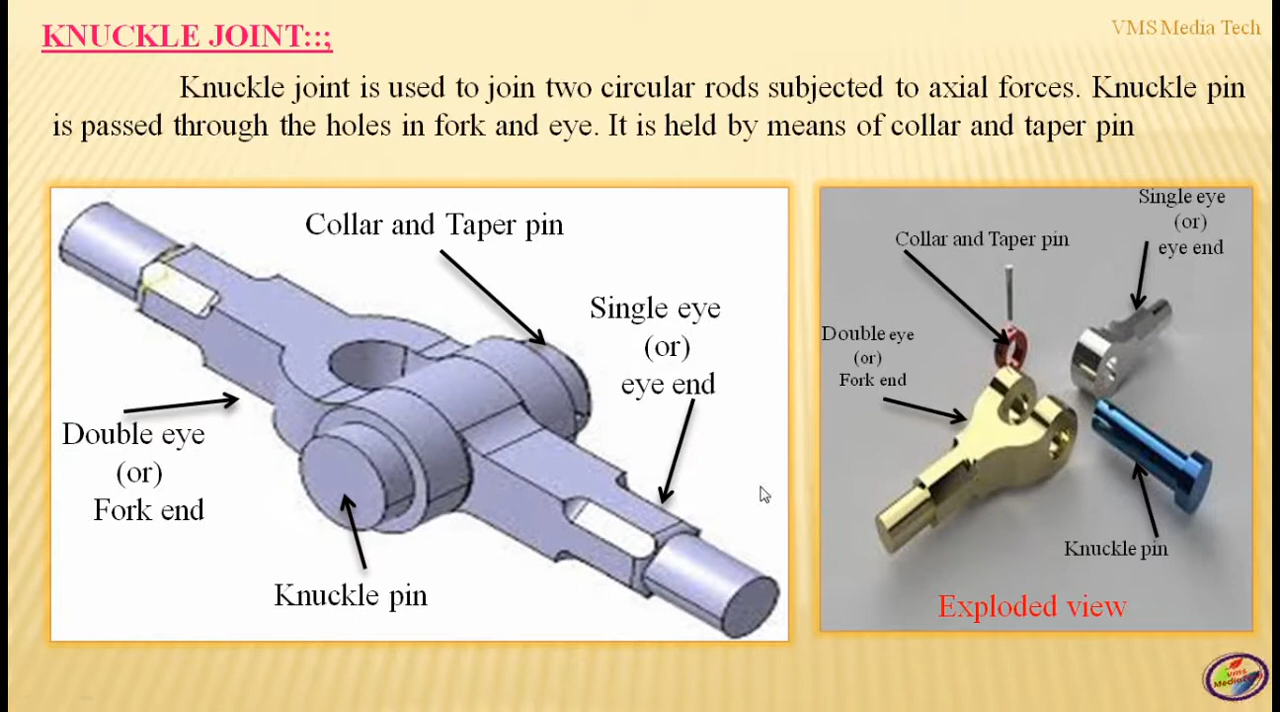 KNUCKLE JOINT::;
VMS Media Tech
Knuckle joint is used to join two circular rods subjected to axial forces. Knuckle pin
is passed through the holes in fork and eye. It is held by means of collar and taper pin
Collar and Taper pin
Single eye
(or)
eye end
Double eye
(or)
Fork end
Knuckle pin
Single eye
(or)
eye end
Collar and Taper pin
Double eye
(or)
Fork end
Knuckle pin
Exploded view
VMS
Media